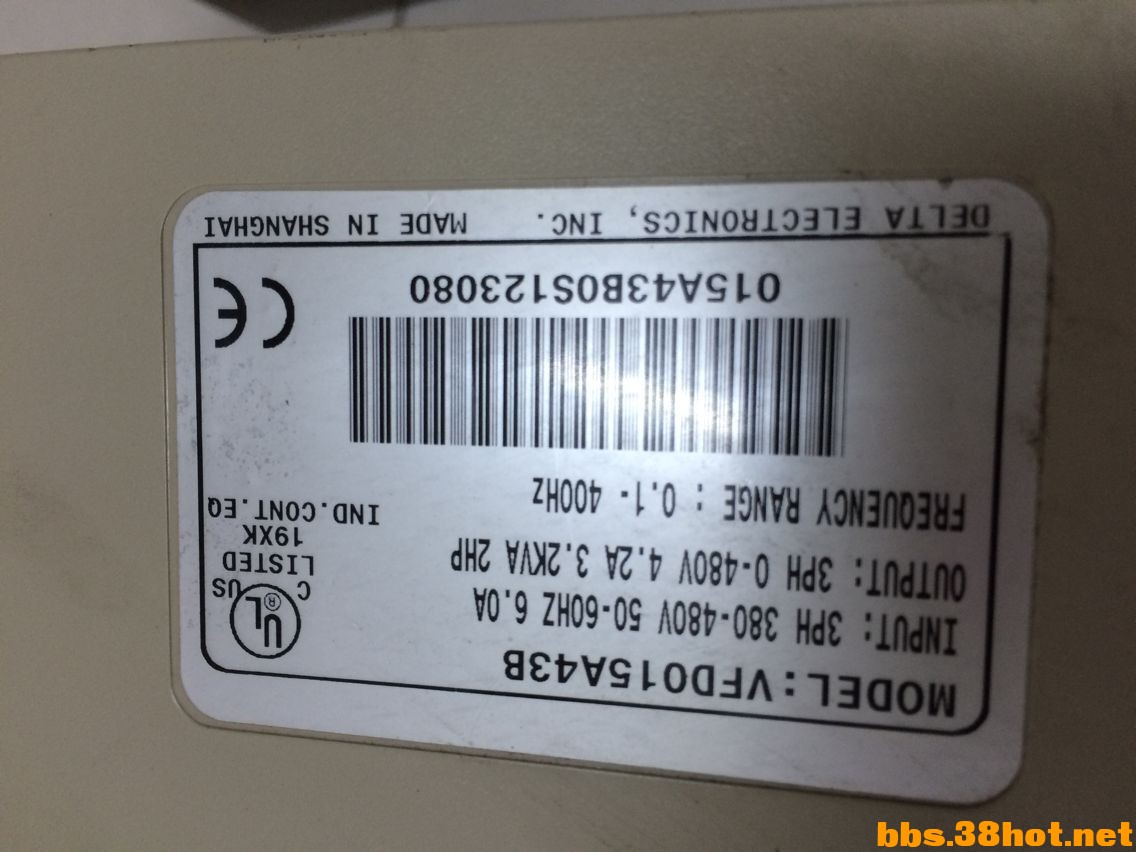 MODEL:VFD015A43B
INPUT: 3PH 380-480V 50-60HZ 6.0A
OUTPUT: 3PH 0-480V 4.2A 3.2KVA 2HP
FREQUENCY RANGE : 0.1- 400Hz
UL ®
C US
LISTED
19XK
IND.CONT.EQ
015A43B0S123080
CE
DELTA ELECTRONICS, INC. MADE IN SHANGHAI
bbs.38hot.net